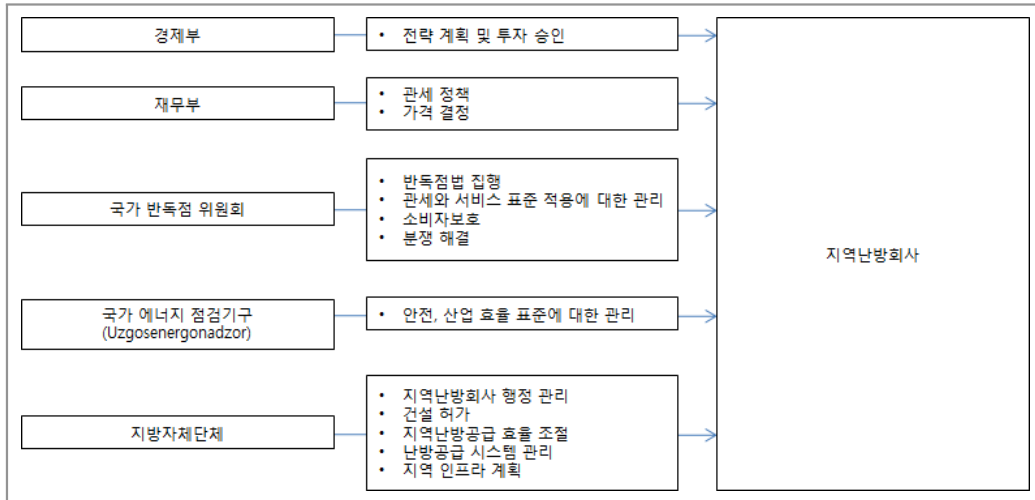 경제부
• 전략 계획 및 투자 승인
재무부
• 관세 정책
• 가격 결정
국가 반독점 위원회
• 반독점법 집행
• 관세와 서비스 표준 적용에 대한 관리
• 소비자보호
• 분쟁 해결
국가 에너지 점검기구
(Uzgosenergonadzor)
• 안전, 산업 효율 표준에 대한 관리
지방자체단체
• 지역난방회사 행정 관리
• 건설 허가
• 지역난방공급 효율 조절
• 난방공급 시스템 관리
• 지역 인프라 계획
지역난방회사